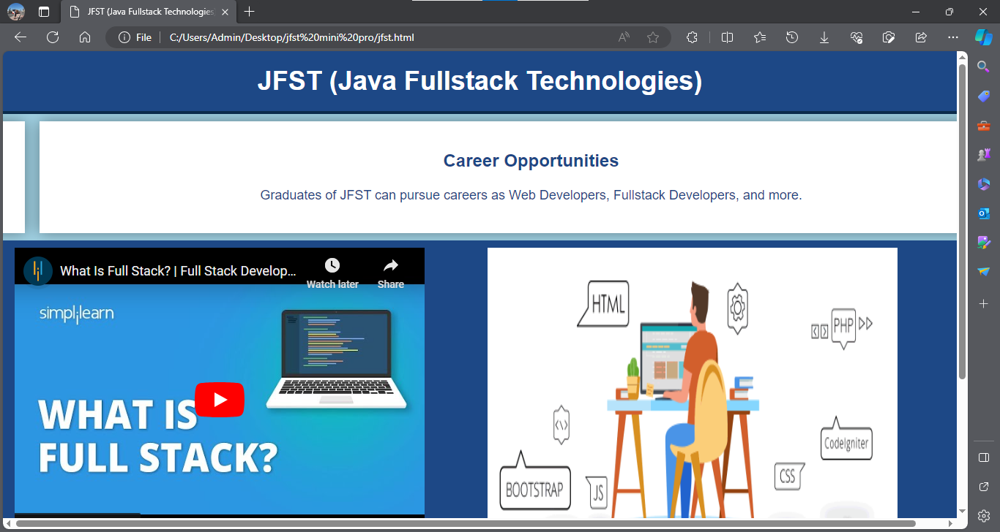 JFST (Java Fullstack Technologies
File
C:/Users/Admin/Desktop/jfst%20mini%20pro/jfst.html
JFST (Java Fullstack Technologies)
Career Opportunities
Graduates of JFST can pursue careers as Web Developers, Fullstack Developers, and more.
What Is Full Stack? | Full Stack Develop...
Watch later
Share
simplilearn
WHAT IS
FULL STACK?
HTML
PHP
CodeIgniter
CSS
BOOTSTRAP
JS